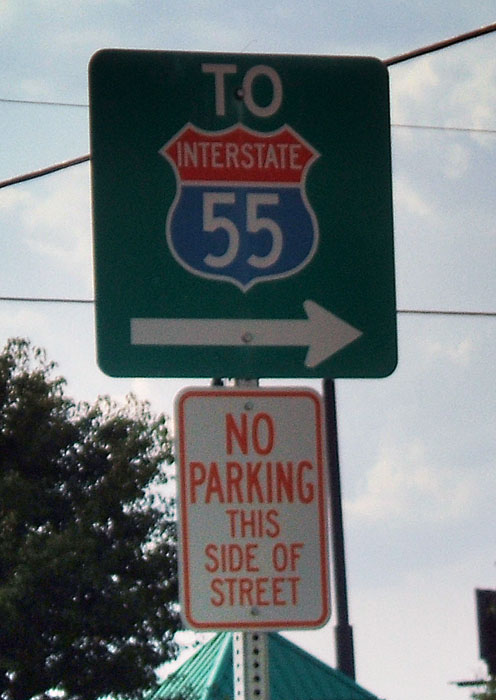 TO
INTERSTATE
55
NO
PARKING
THIS
SIDE OF
STREET